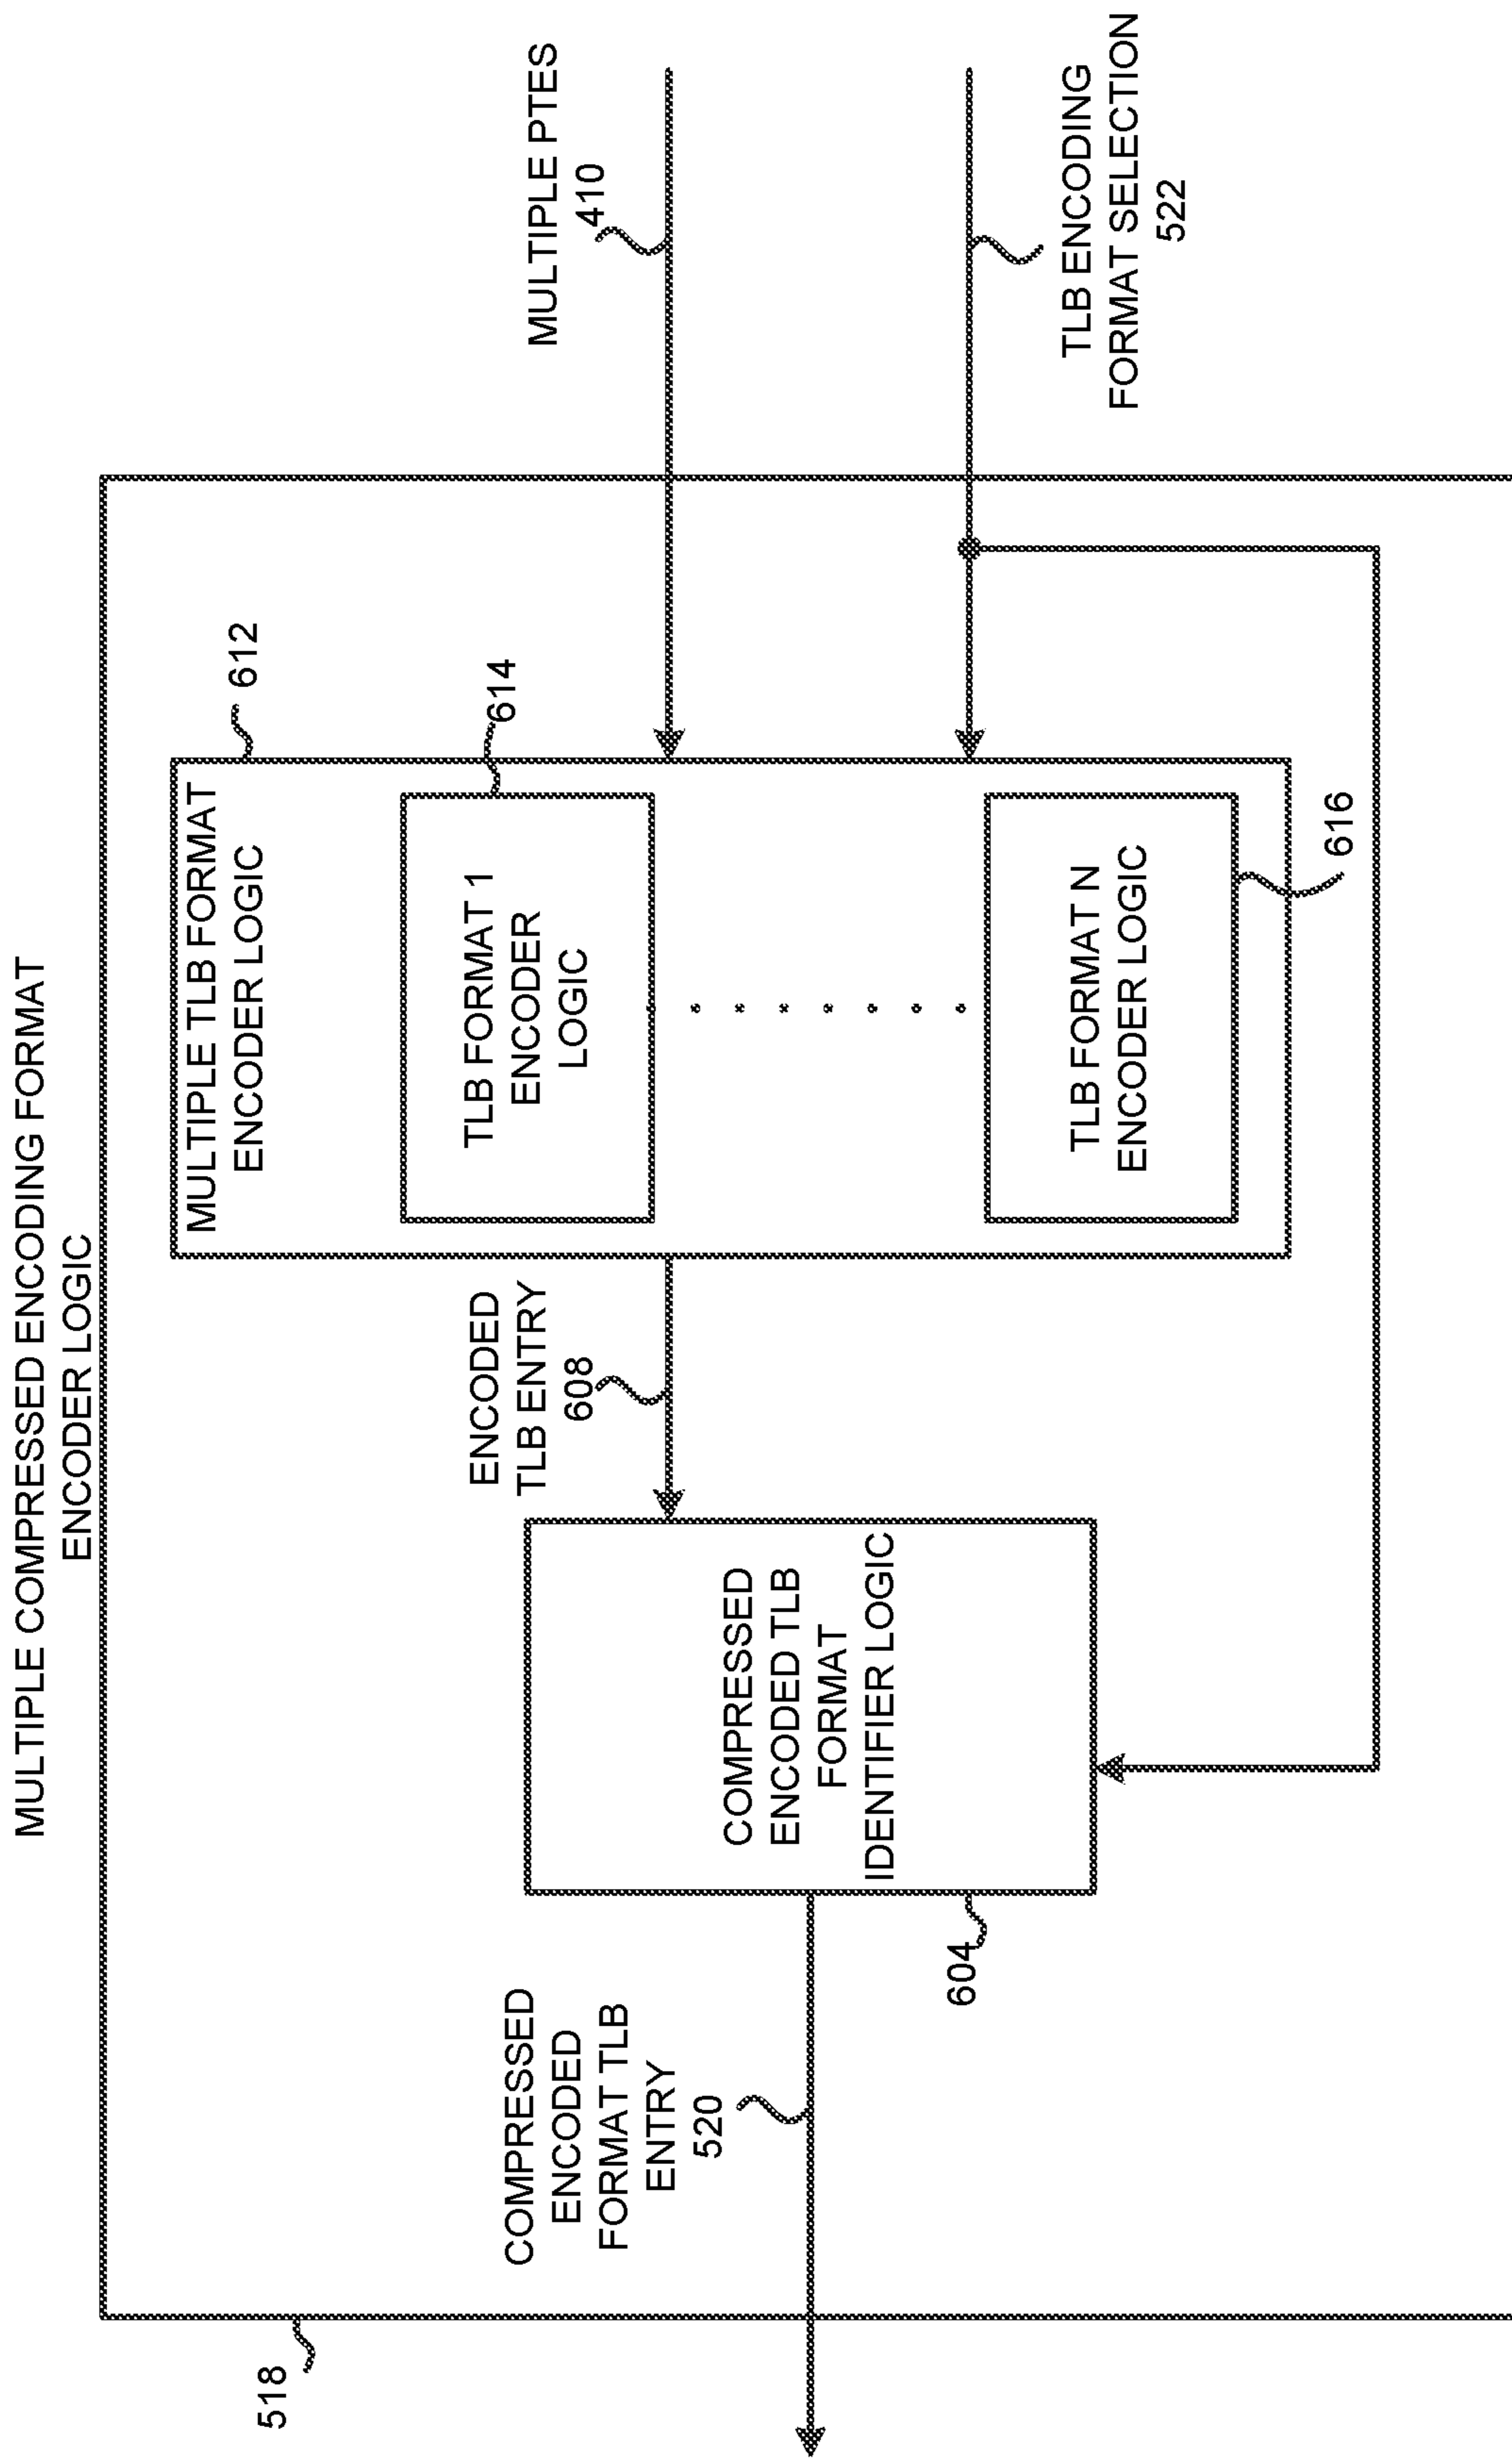 MULTIPLE COMPRESSED ENCODING FORMAT
ENCODER LOGIC
518
COMPRESSED
ENCODED
FORMAT TLB
ENTRY
520
604
COMPRESSED
ENCODED TLB
FORMAT
IDENTIFIER LOGIC
ENCODED
TLB ENTRY
608
MULTIPLE TLB FORMAT
ENCODER LOGIC
612
TLB FORMAT 1
ENCODER
LOGIC
614
TLB FORMAT N
ENCODER LOGIC
616
MULTIPLE PTES
410
TLB ENCODING
FORMAT SELECTION
522